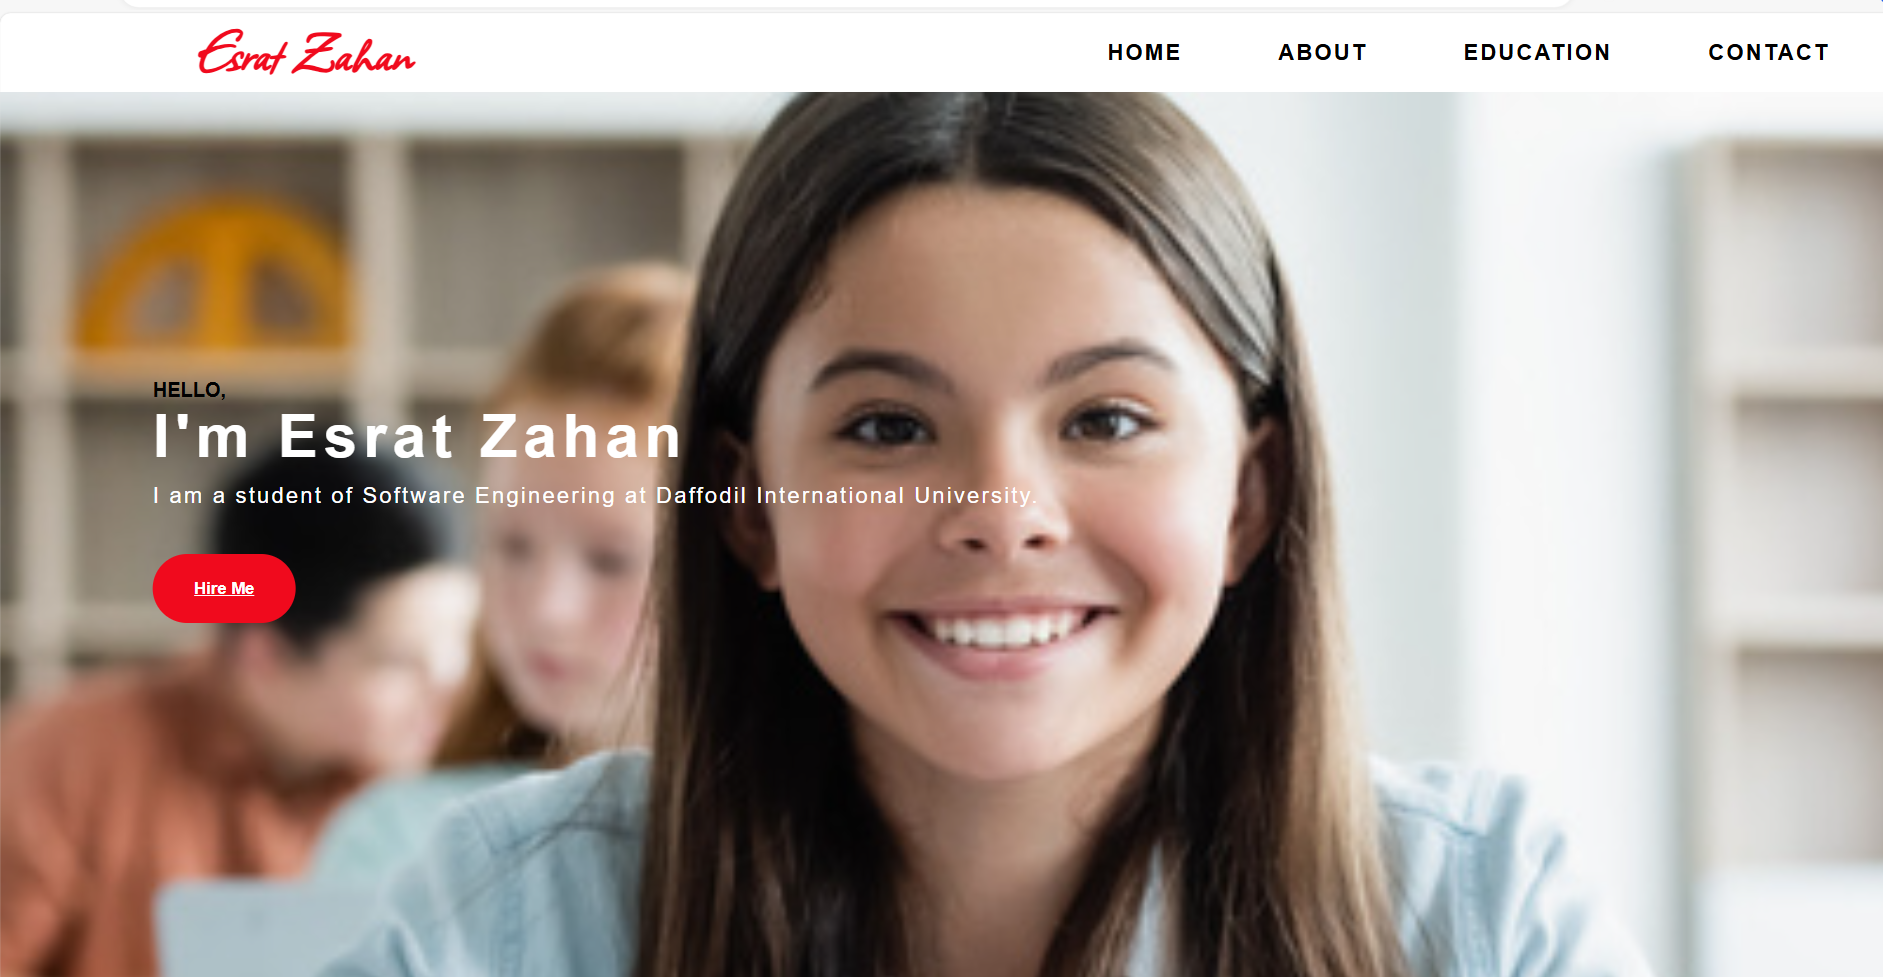 Esrat Zahan
HOME ABOUT EDUCATION CONTACT
HELLO,
I'm Esrat Zahan
I am a student of Software Engineering at Daffodil International University.
Hire Me